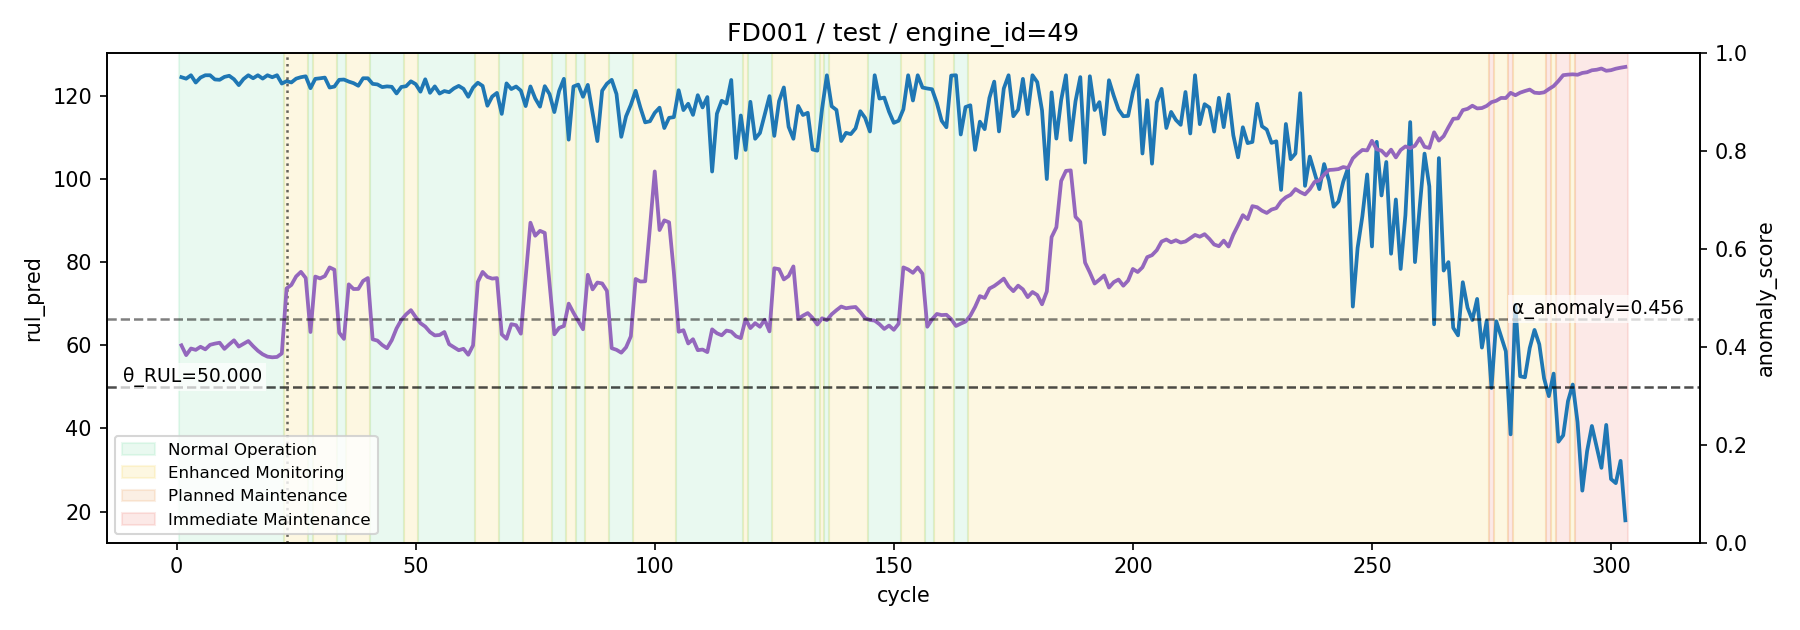 FD001 / test / engine_id=49
rul_pred
120
100
80
60
40
20
1.0
0.8
0.6
0.4
0.2
0.0
anomaly_score
α_anomaly=0.456
θ_RUL=50.000
Normal Operation
Enhanced Monitoring
Planned Maintenance
Immediate Maintenance
0 50 100 150 200 250 300
cycle